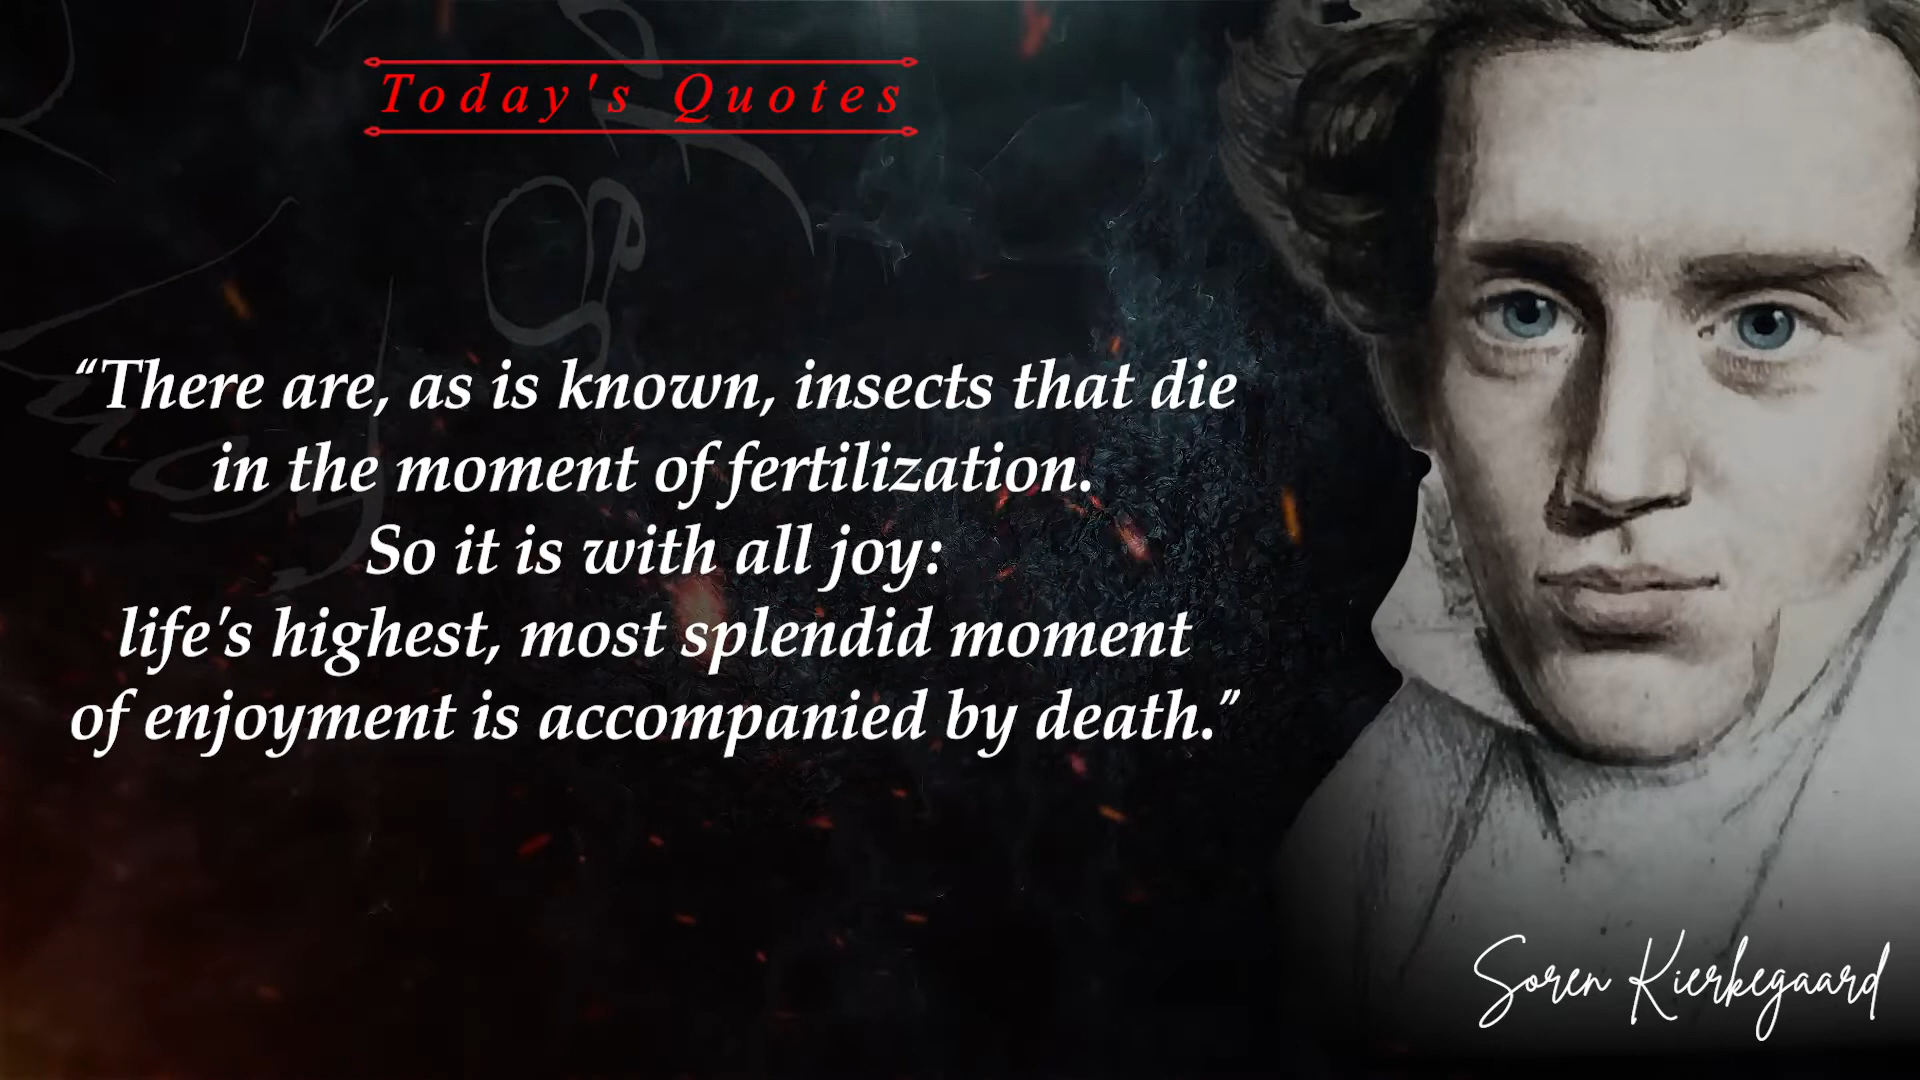 Today's Quotes
“There are, as is known, insects that die
in the moment of fertilization.
So it is with all joy:
life's highest, most splendid moment
of enjoyment is accompanied by death.”
Soren Kierkegaard